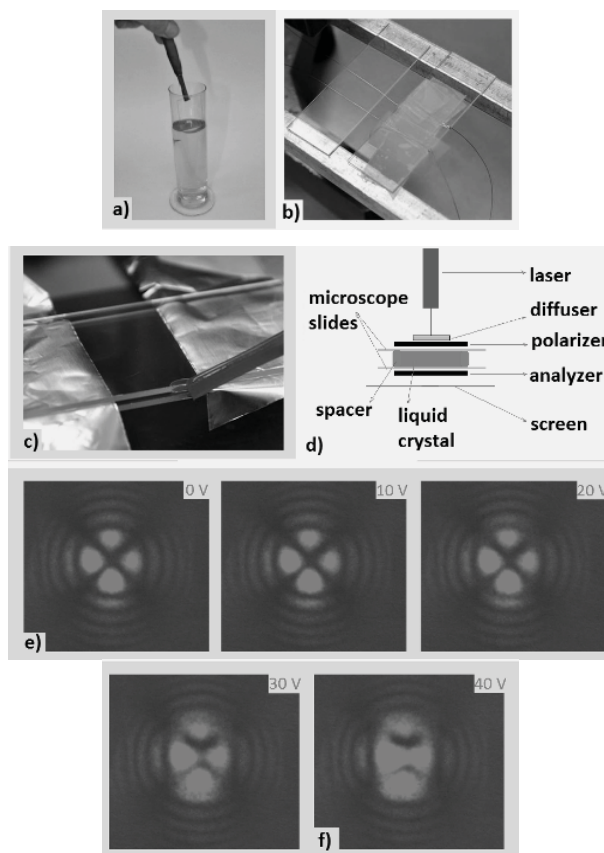 a)
b)
c)
microscope
slides
spacer
liquid
crystal
laser
diffuser
polarizer
analyzer
screen
d)
0 V
10 V
20 V
e)
30 V
40 V
f)